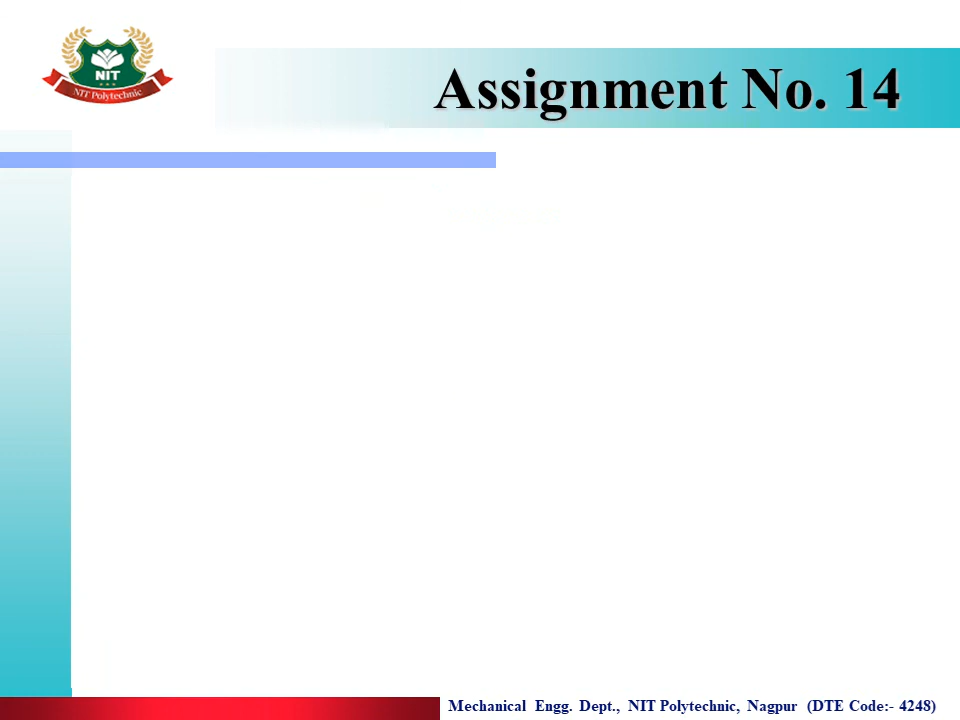 NIT
NIT Polytechnic
Assignment No. 14
Mechanical Engg. Dept., NIT Polytechnic, Nagpur (DTE Code:- 4248)